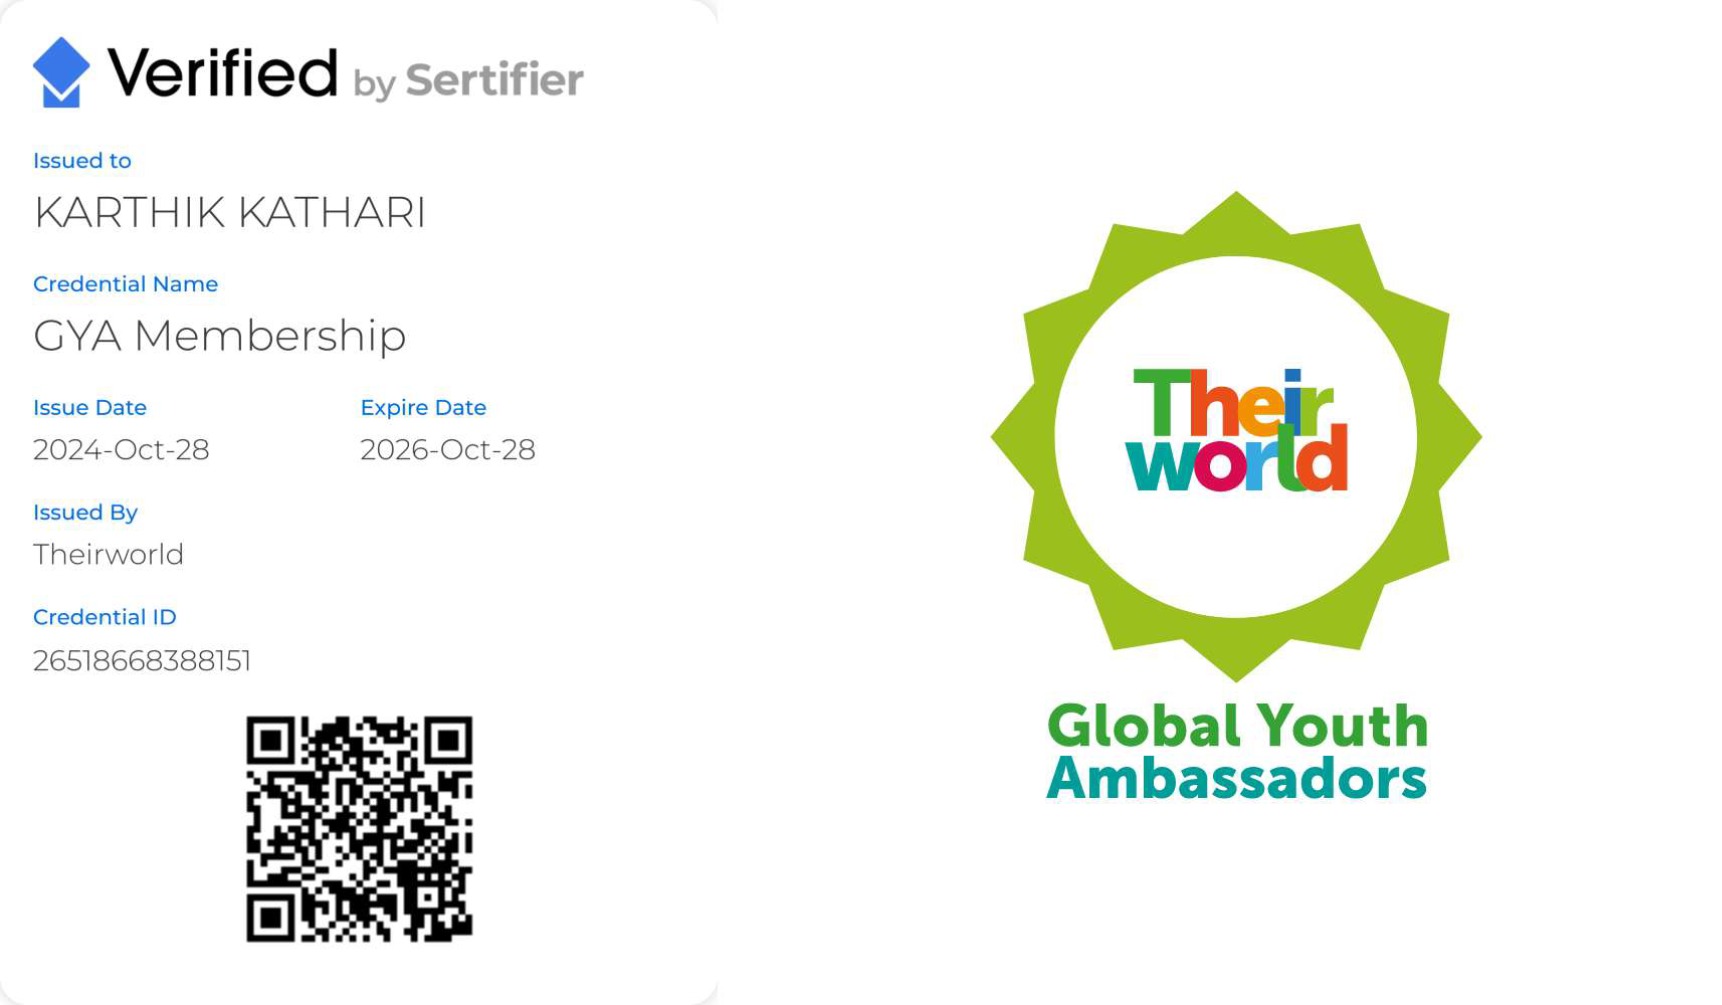 Verified by Sertifier
Issued to
KARTHIK KATHARI
Credential Name
GYA Membership
Issue Date
Expire Date
2024-Oct-28
2026-Oct-28
Issued By
Theirworld
Credential ID
26518668388151
Their
world
Global Youth
Ambassadors